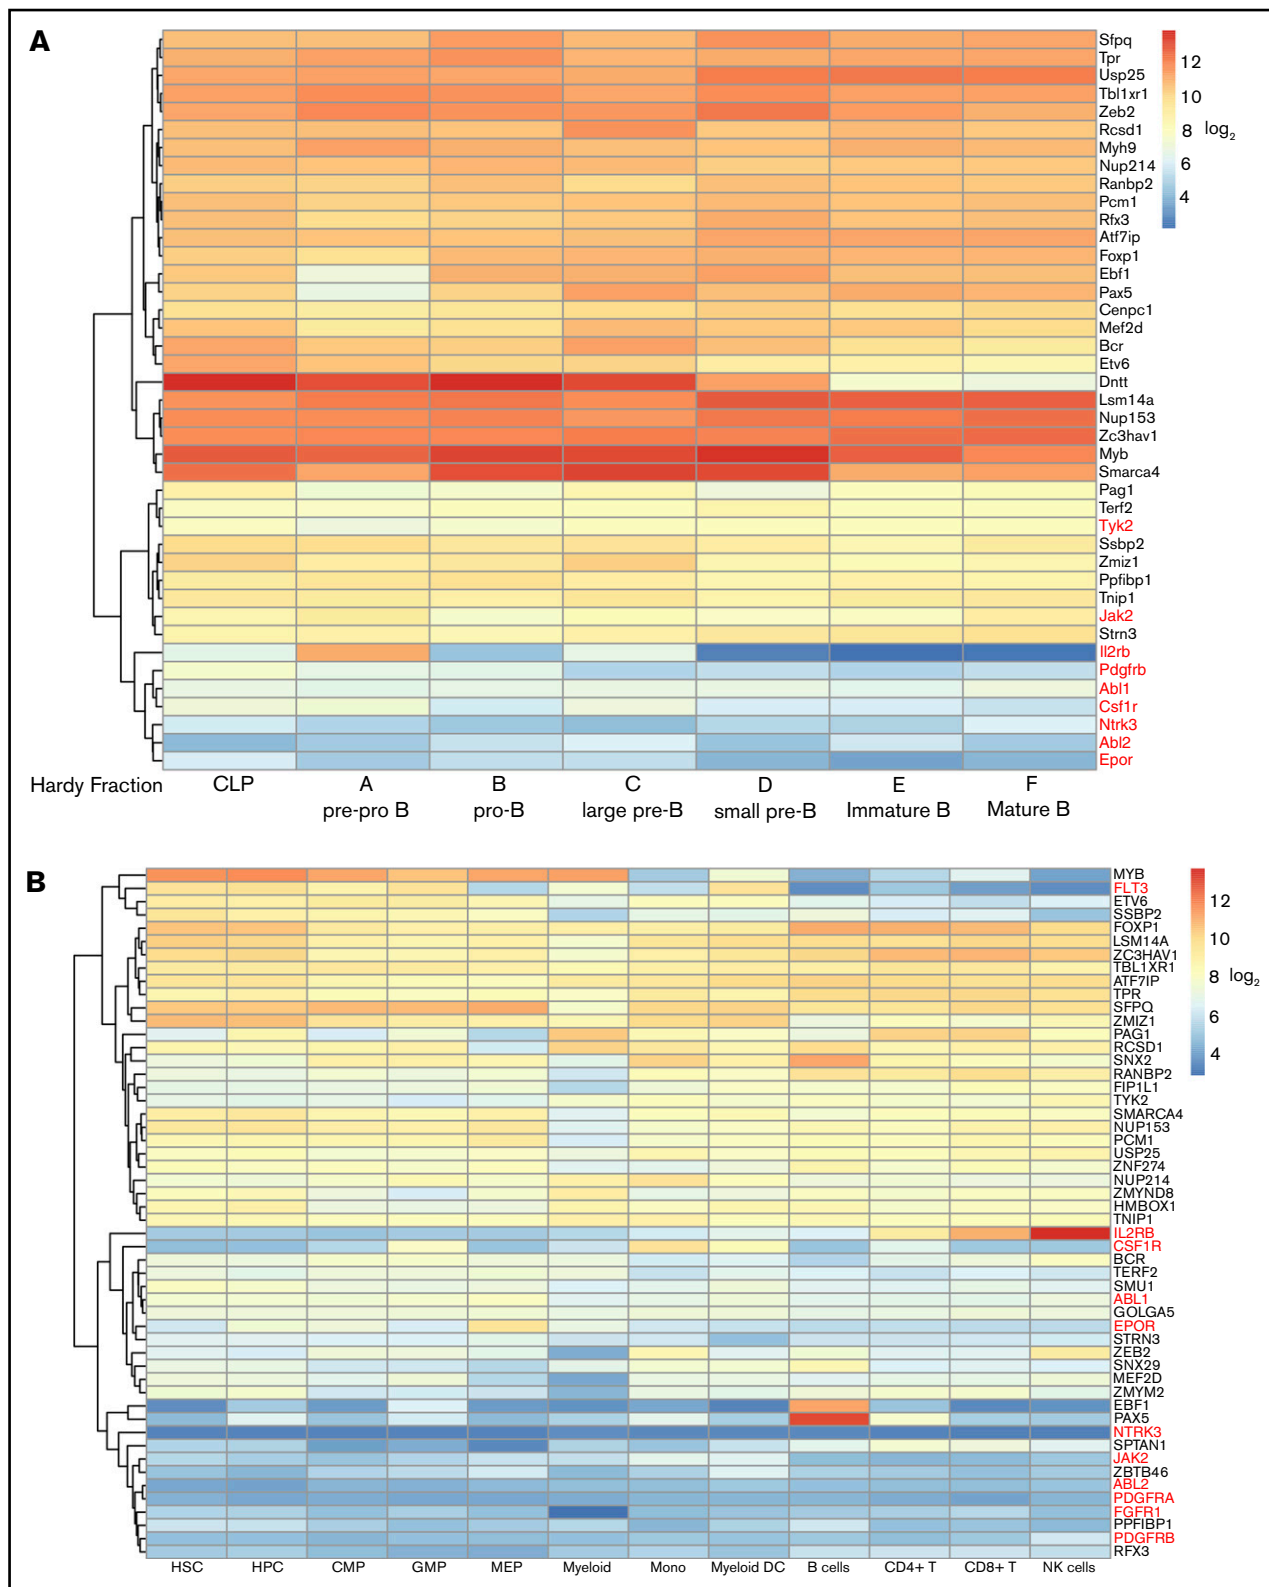 A
Sfpq
Tpr
Usp25
Tbl1xr1
Zeb2
Rcsd1
Myh9
Nup214
Ranbp2
Pcm1
Rfx3
Atf7ip
Foxp1
Ebf1
Pax5
Cenpc1
Mef2d
Bcr
Etv6
Dntt
Lsm14a
Nup153
Zc3hav1
Myb
Smarca4
Pag1
Terf2
Tyk2
Ssbp2
Zmiz1
Ppfibp1
Tnip1
Jak2
Strn3
Il2rb
Pdgfrb
Abl1
Csf1r
Ntrk3
Abl2
Epor
12
10
8
6
4
log2
Hardy Fraction CLP A B C D E F
pre-pro B pro-B large pre-B small pre-B Immature B Mature B
B
MYB
FLT3
ETV6
SSBP2
FOXP1
LSM14A
ZC3HAV1
TBL1XR1
ATF7IP
TPR
SFPQ
ZMIZ1
PAG1
RCSD1
SNX2
RANBP2
FIP1L1
TYK2
SMARCA4
NUP153
PCM1
USP25
ZNF274
NUP214
ZMYND8
HMBOX1
TNIP1
IL2RB
CSF1R
BCR
TERF2
SMU1
ABL1
GOLGA5
EPOR
STRN3
ZEB2
SNX29
MEF2D
ZMYM2
EBF1
PAX5
NTRK3
SPTAN1
JAK2
ZBTB46
ABL2
PDGFRA
FGFR1
PPFIBP1
PDGFRB
RFX3
12
10
8
6
4
log2
HSC HPC CMP GMP MEP Myeloid Mono Myeloid DC B cells CD4+ T CD8+ T NK cells